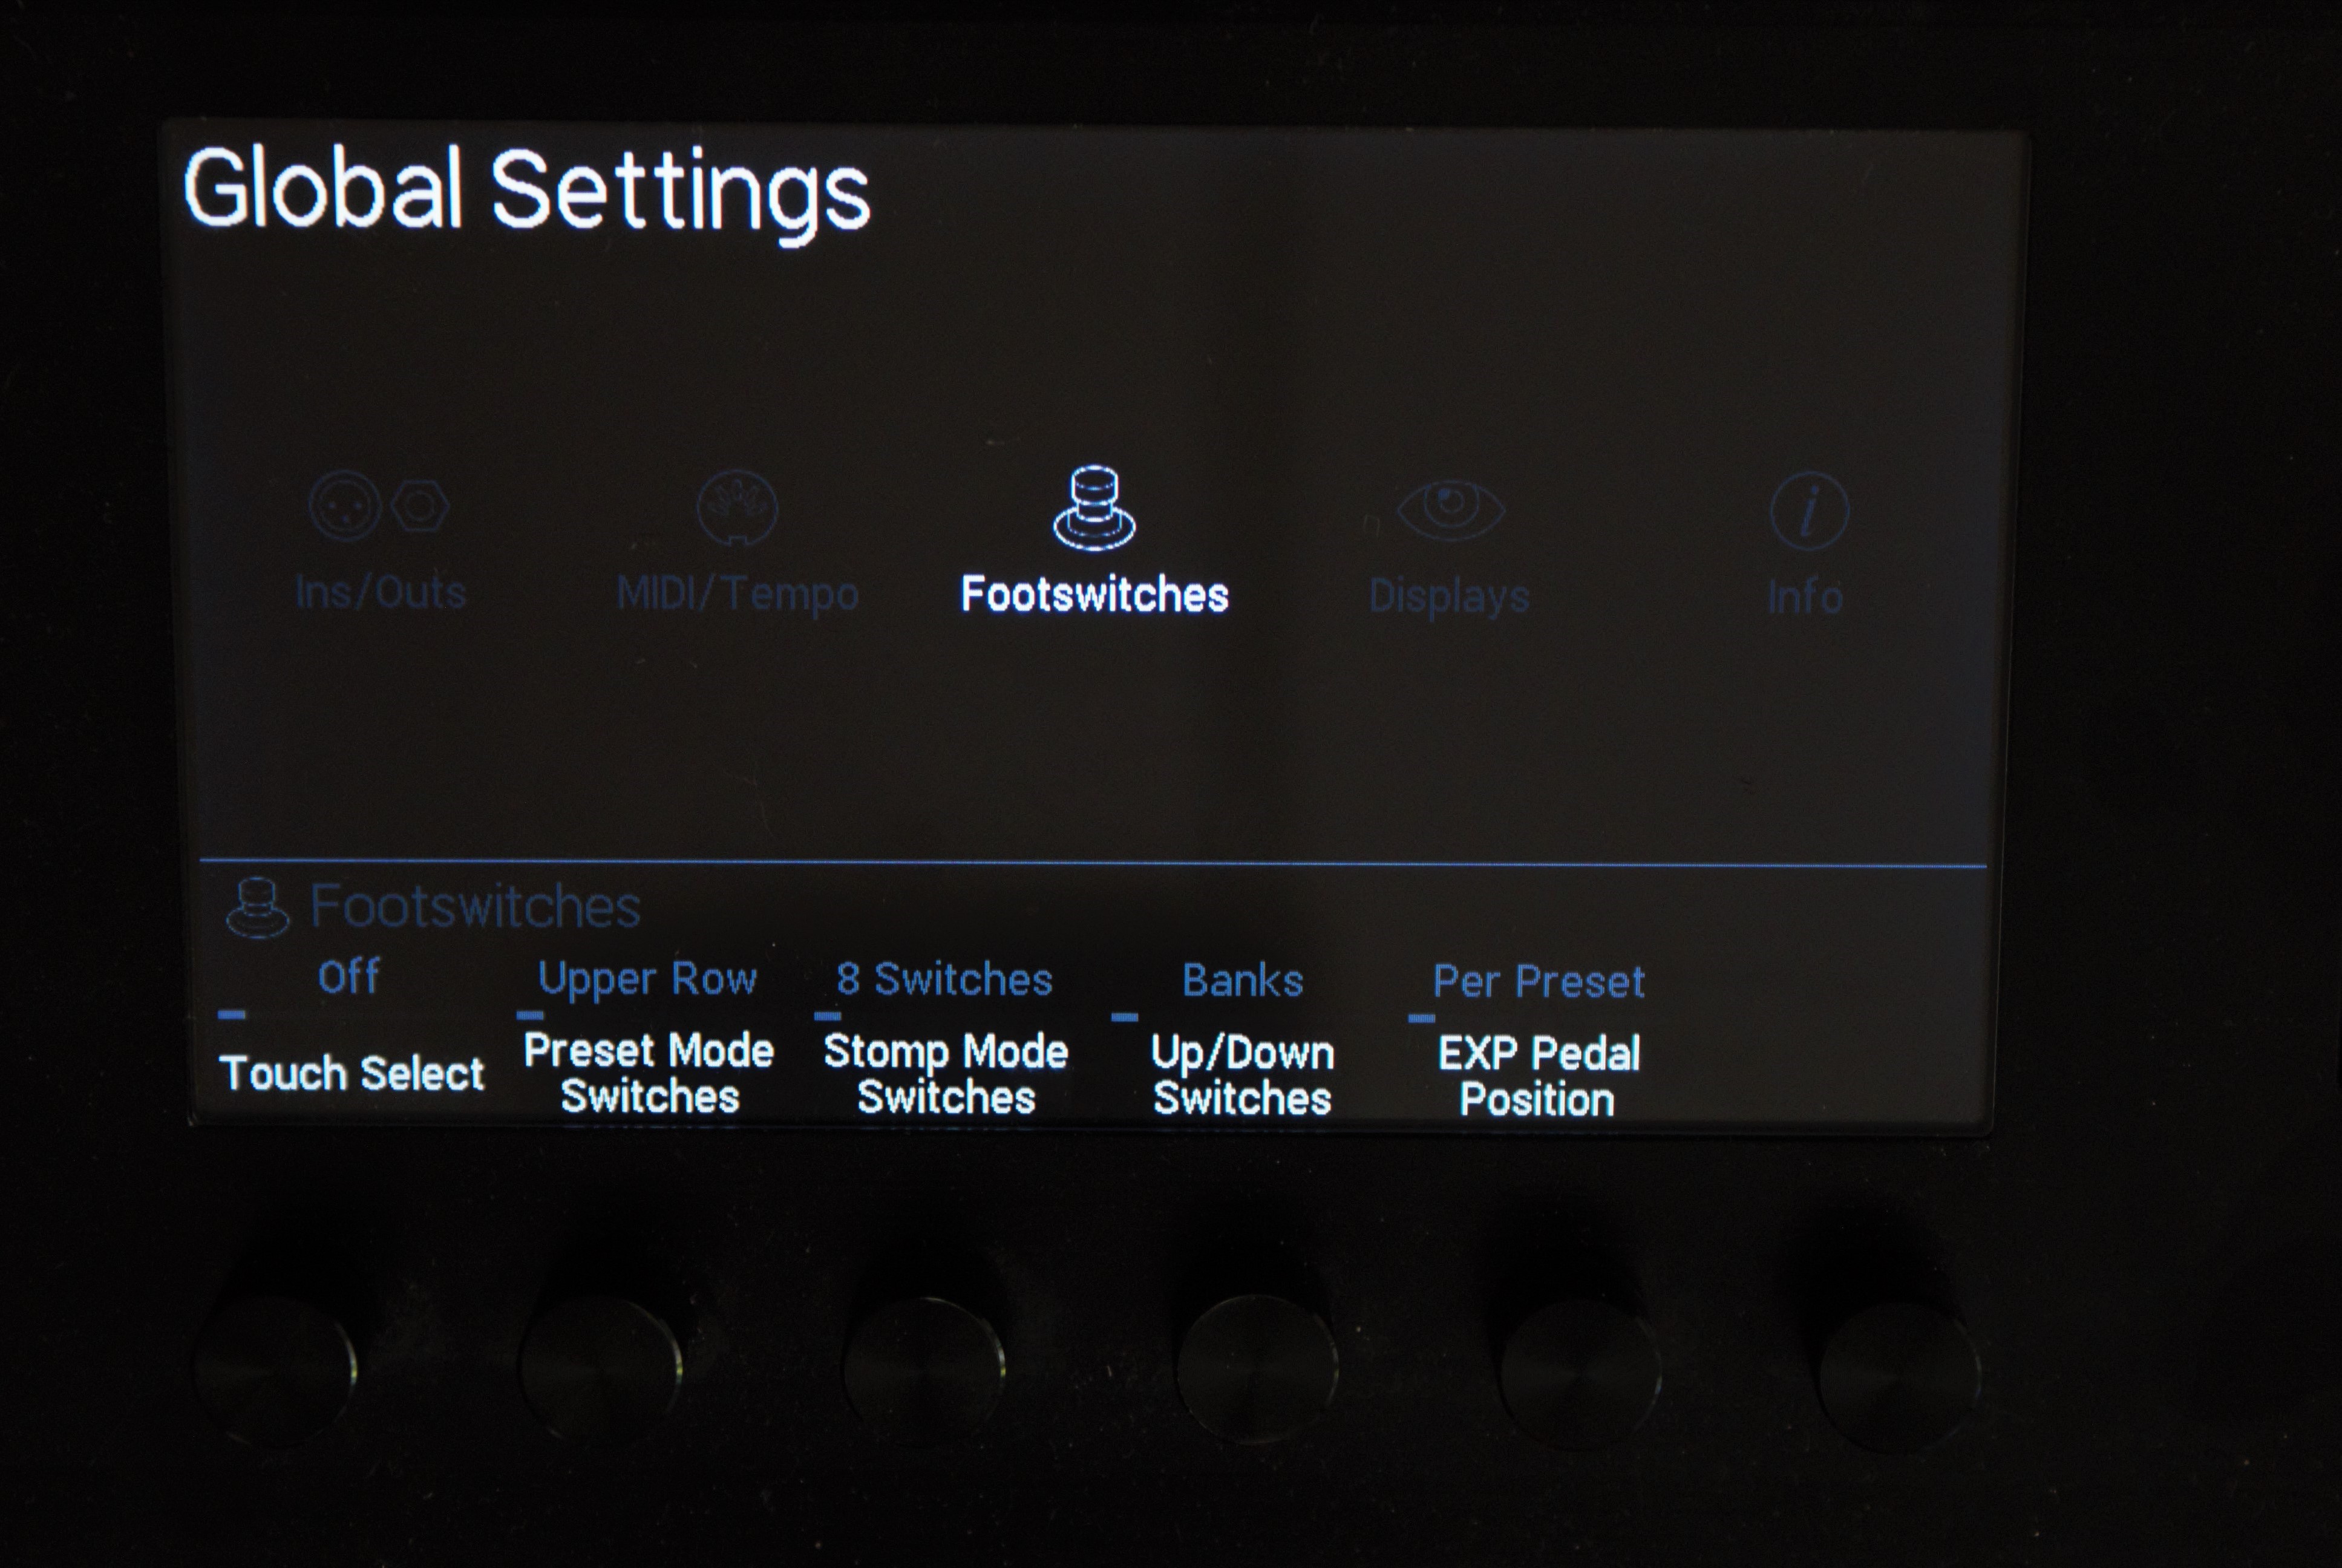 Global Settings
Ins/Outs MIDI/Tempo Footswitches Displays Info
Footswitches
Off Upper Row 8 Switches Banks Per Preset
Touch Select
Preset Mode
Switches
Stomp Mode
Switches
Up/Down
Switches
EXP Pedal
Position